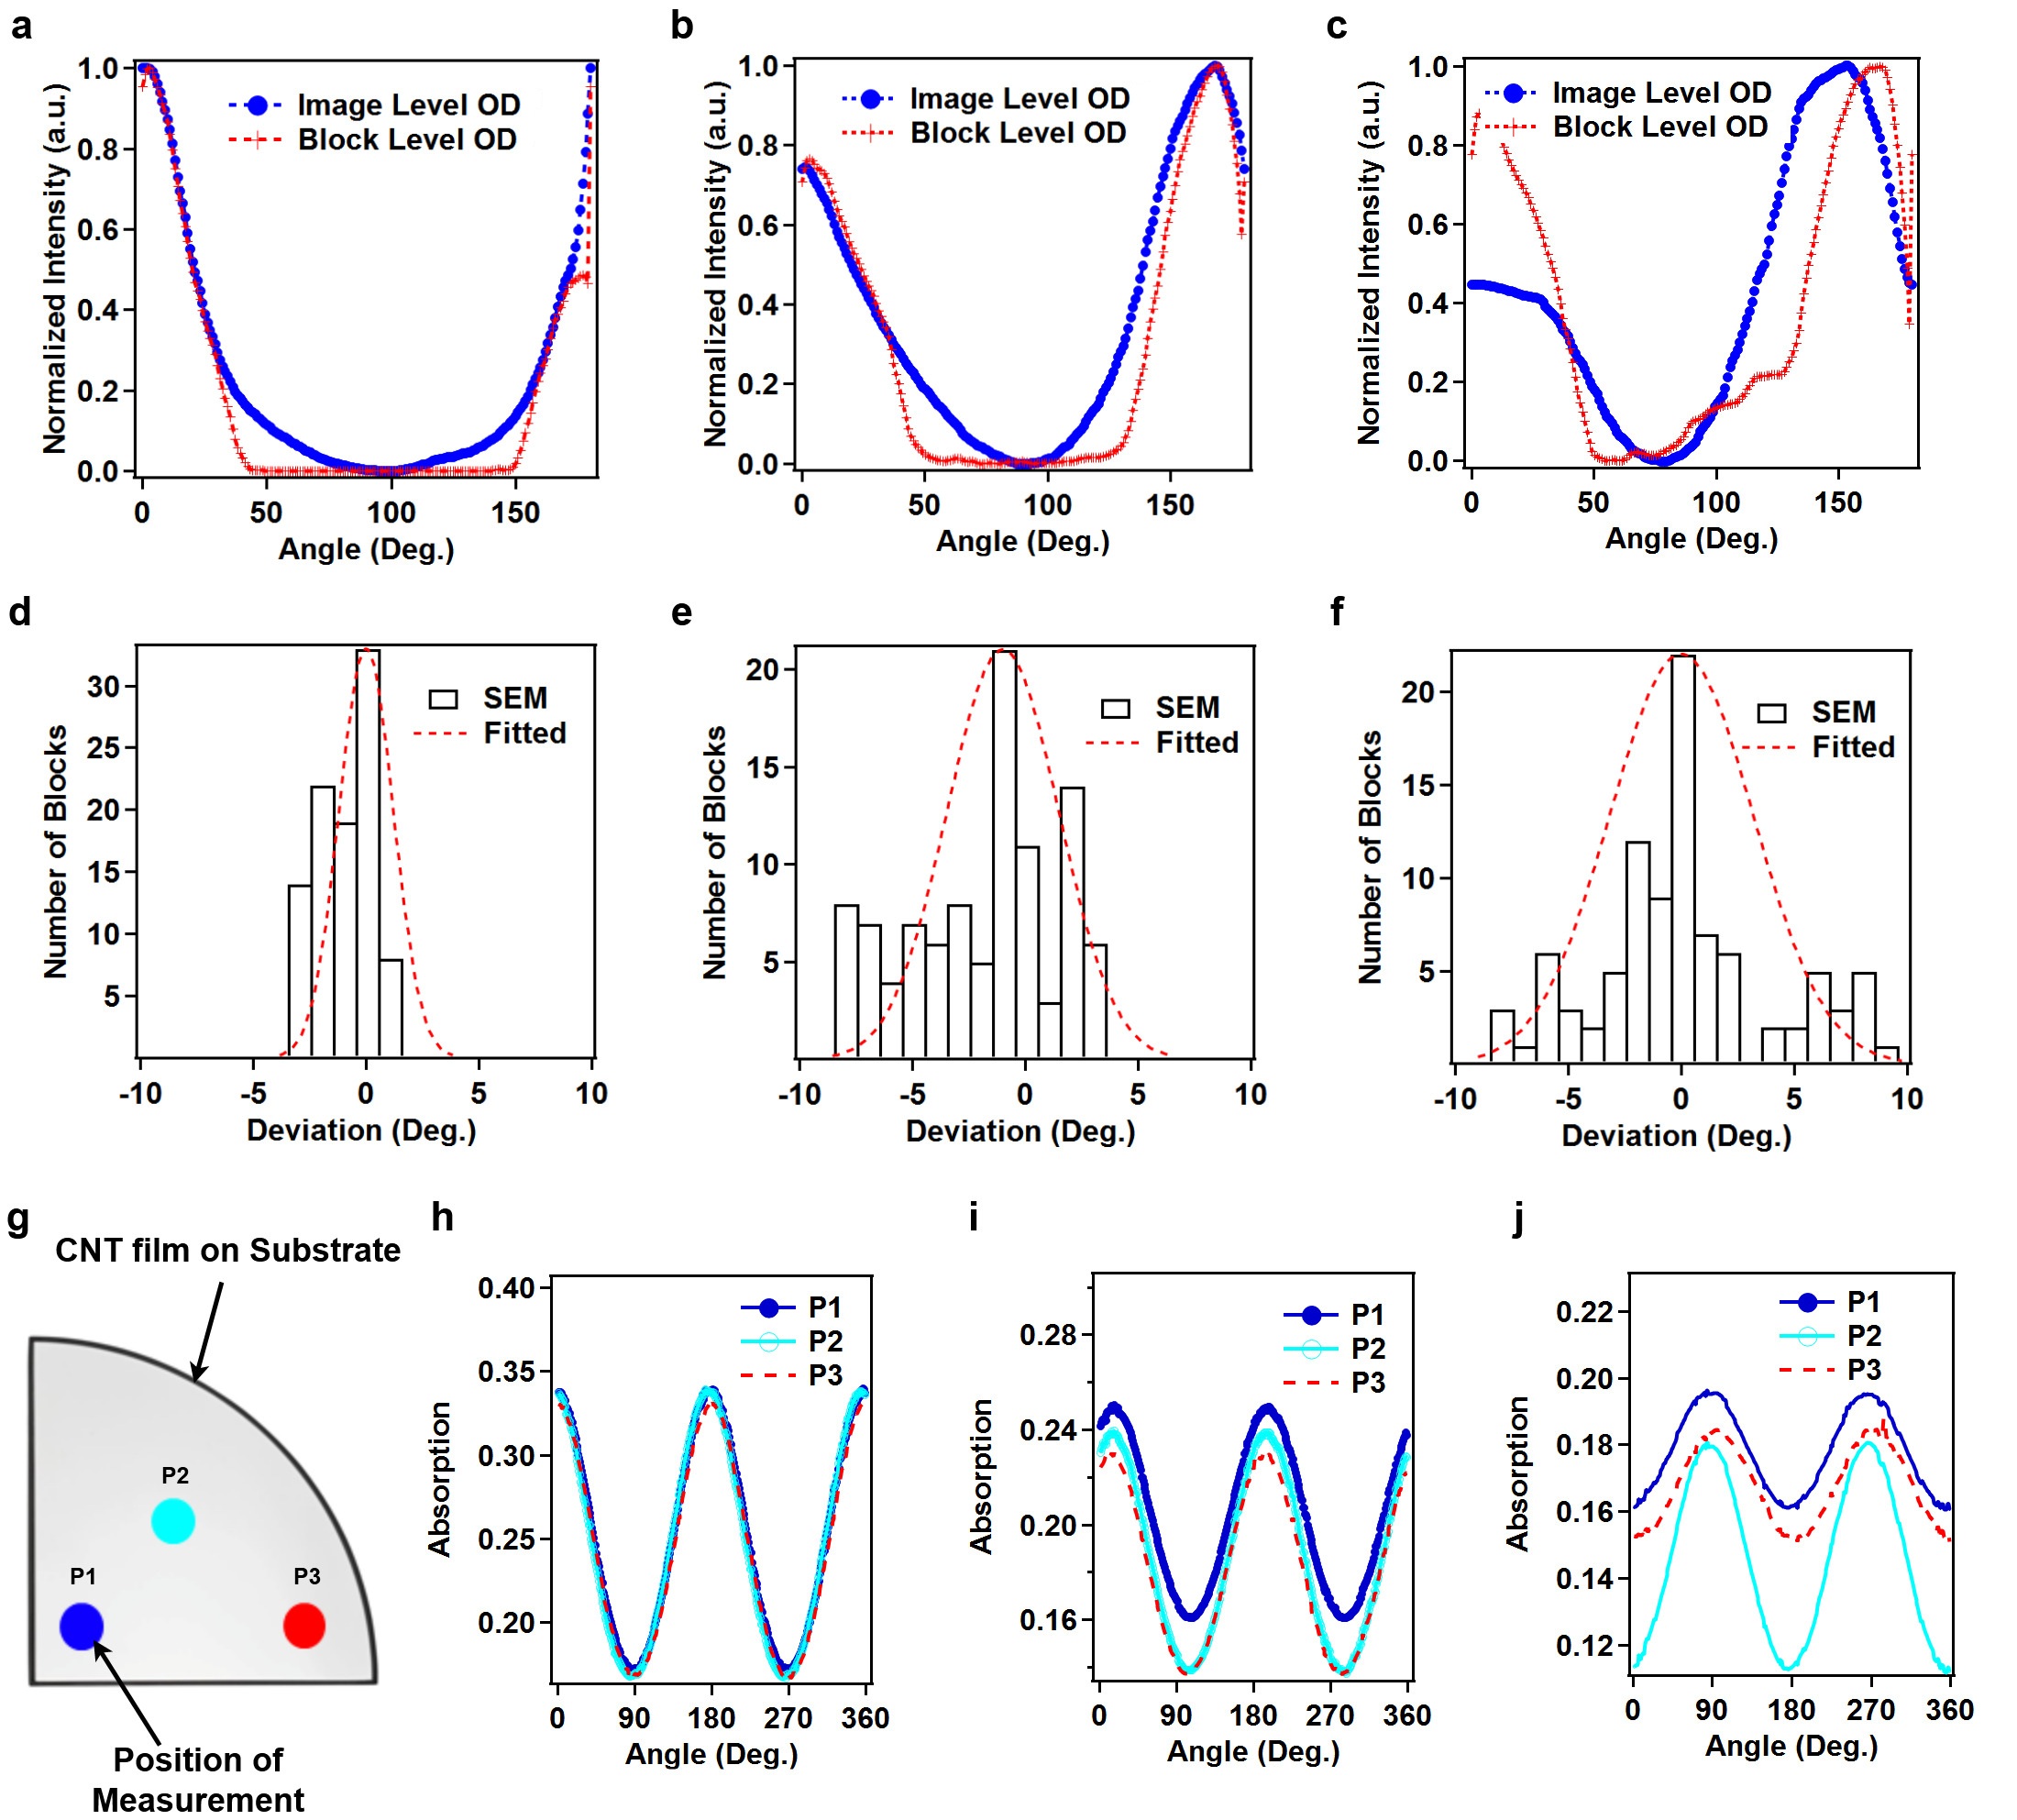 a
b
c
1.0
0.8
0.6
0.4
0.2
0.0
Normalized Intensity (a.u.)
Image Level OD
Block Level OD
0 50 100 150
Angle (Deg.)
1.0
0.8
0.6
0.4
0.2
0.0
Normalized Intensity (a.u.)
Image Level OD
Block Level OD
0 50 100 150
Angle (Deg.)
1.0
0.8
0.6
0.4
0.2
0.0
Normalized Intensity (a.u.)
Image Level OD
Block Level OD
0 50 100 150
Angle (Deg.)
d
e
f
30
25
20
15
10
5
Number of Blocks
SEM
Fitted
-10 -5 0 5 10
Deviation (Deg.)
20
15
10
5
Number of Blocks
SEM
Fitted
-10 -5 0 5 10
Deviation (Deg.)
20
15
10
5
Number of Blocks
SEM
Fitted
-10 -5 0 5 10
Deviation (Deg.)
g
h
i
j
CNT film on Substrate
P2
P1
P3
Position of
Measurement
0.40
0.35
0.30
0.25
0.20
Absorption
P1
P2
P3
0 90 180 270 360
Angle (Deg.)
0.28
0.24
0.20
0.16
Absorption
P1
P2
P3
0 90 180 270 360
Angle (Deg.)
0.22
0.20
0.18
0.16
0.14
0.12
Absorption
P1
P2
P3
0 90 180 270 360
Angle (Deg.)